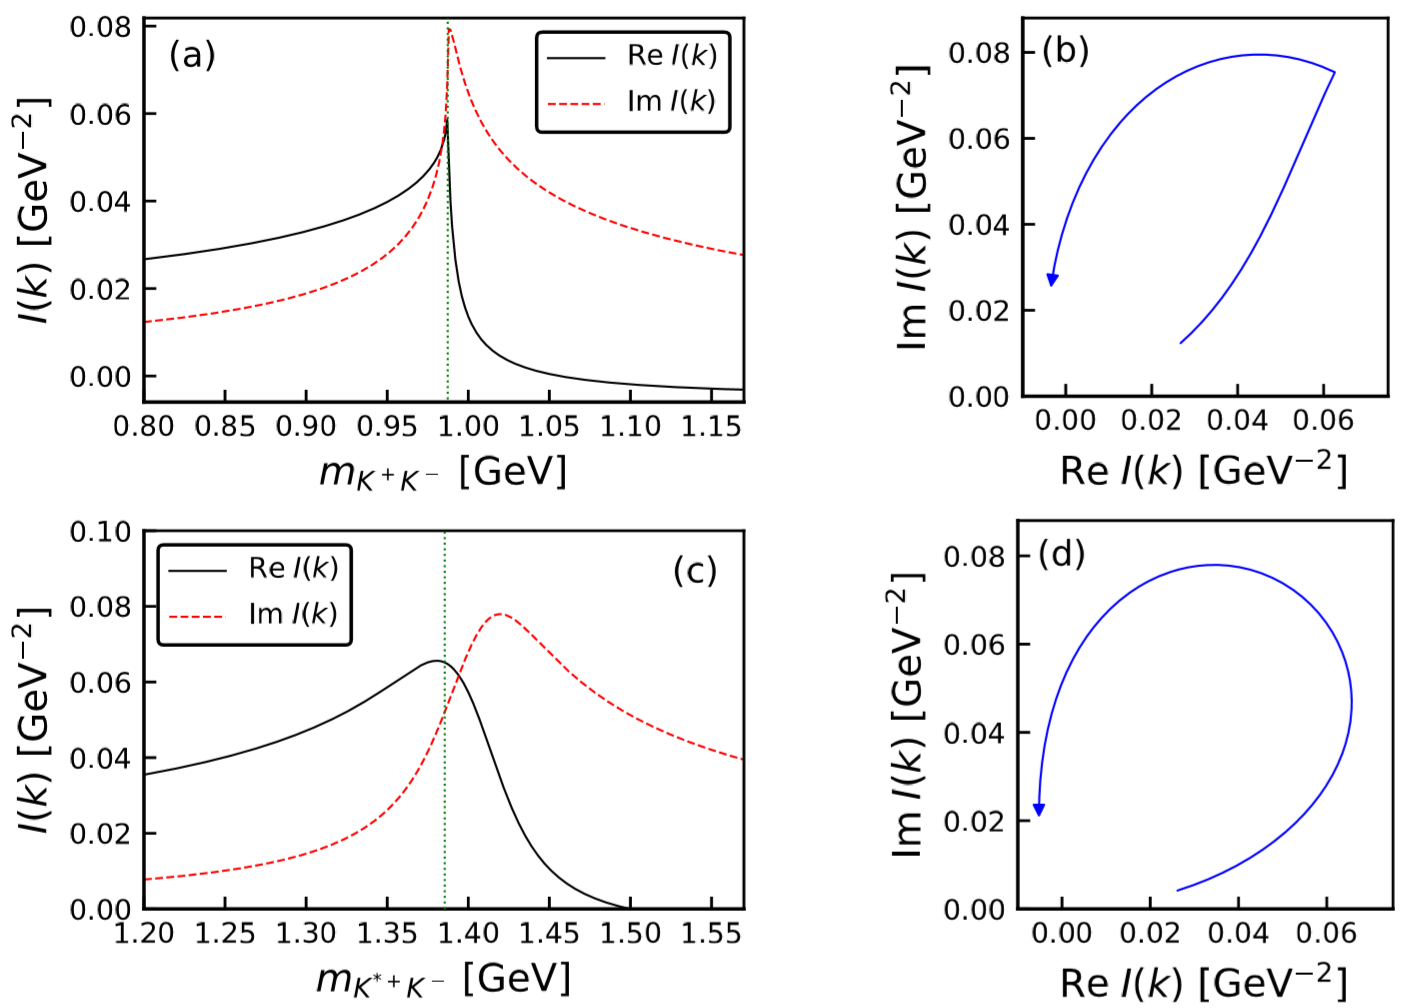 (a)
Re I(k)
Im I(k)
I(k) [GeV⁻²]
0.08
0.06
0.04
0.02
0.00
0.80 0.85 0.90 0.95 1.00 1.05 1.10 1.15
m_{K⁺K⁻} [GeV]
(b)
Im I(k) [GeV⁻²]
0.08
0.06
0.04
0.02
0.00
0.00 0.02 0.04 0.06
Re I(k) [GeV⁻²]
(c)
Re I(k)
Im I(k)
I(k) [GeV⁻²]
0.10
0.08
0.06
0.04
0.02
0.00
1.20 1.25 1.30 1.35 1.40 1.45 1.50 1.55
m_{K*⁺K⁻} [GeV]
(d)
Im I(k) [GeV⁻²]
0.08
0.06
0.04
0.02
0.00
0.00 0.02 0.04 0.06
Re I(k) [GeV⁻²]